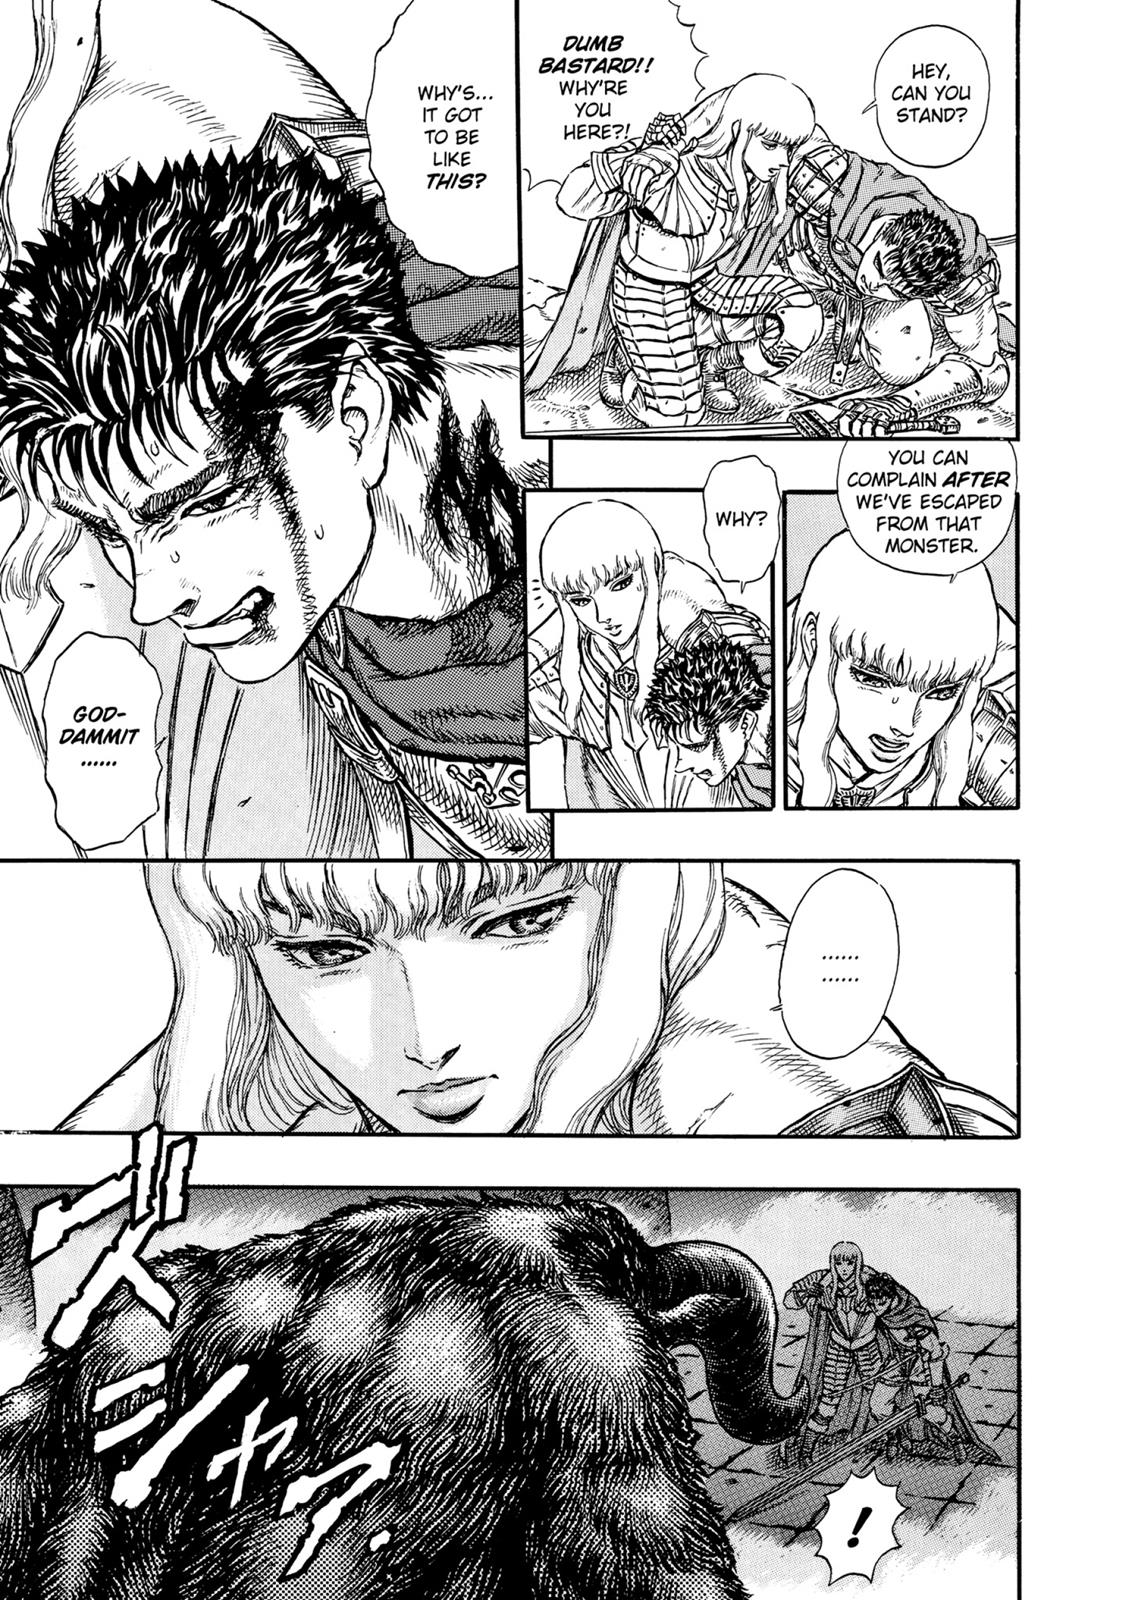 HEY,
CAN YOU
STAND?
DUMB
BASTARD!!
WHY'RE
YOU
HERE?!
YOU CAN
COMPLAIN AFTER
WE'VE ESCAPED
FROM THAT
MONSTER.
WHY?
WHY'S...
IT GOT
TO BE
LIKE
THIS?
GOD-
DAMMIT
......
......
......
ズシャァ.
!